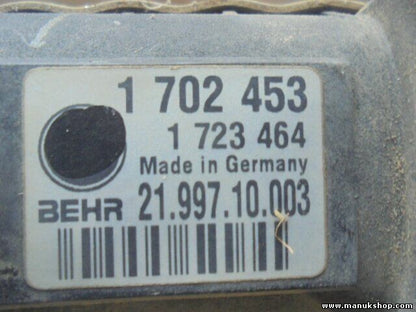 1 702 453
1 723 464
Made in Germany
BEHR 21.997.10.003
www.manukshop.com